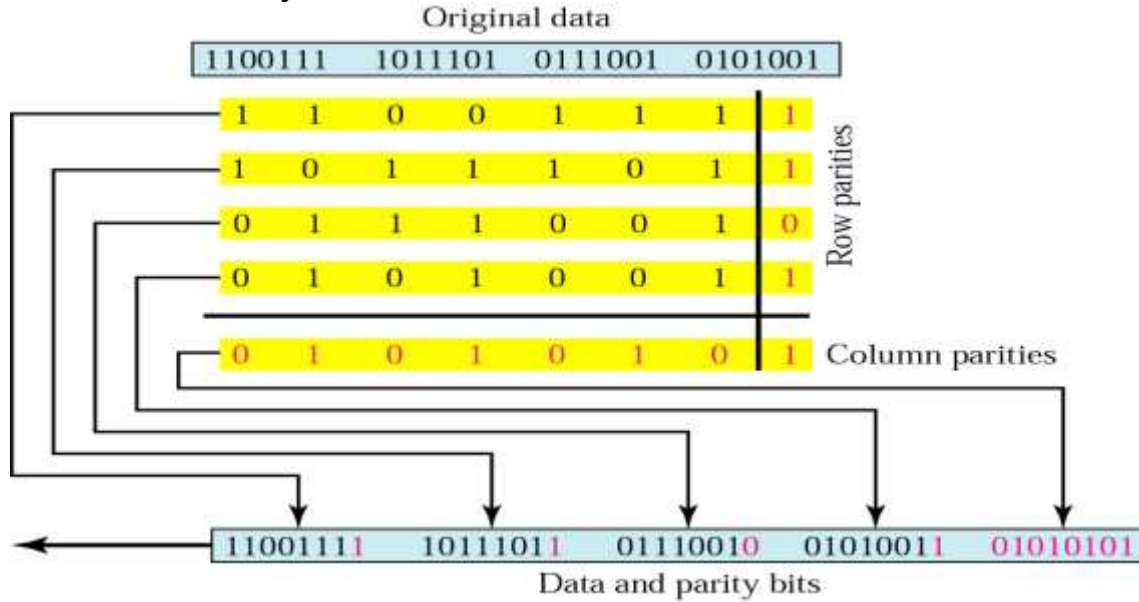 Original data
1100111 1011101 0111001 0101001
1 1 0 0 1 1 1 1
1 0 1 1 1 0 1 1
0 1 1 1 0 0 1 0
0 1 0 1 0 0 1 1
Row parities
0 1 0 1 0 1 0 1 Column parities
11001111 10111011 01110010 01010011 01010101
Data and parity bits